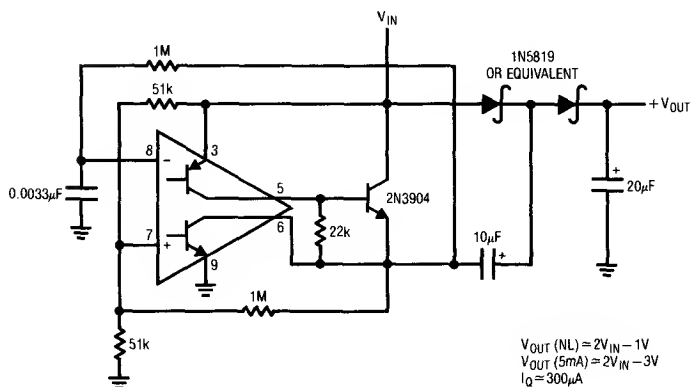 V_IN
1M
1N5819
OR EQUIVALENT
51k
+V_OUT
8
−
3
5
2N3904
0.0033µF
+
20µF
6
22k
10µF
+
7
+
9
1M
51k
V_OUT (NL) ≃ 2V_IN − 1V
V_OUT (5mA) ≃ 2V_IN − 3V
I_Q ≃ 300µA